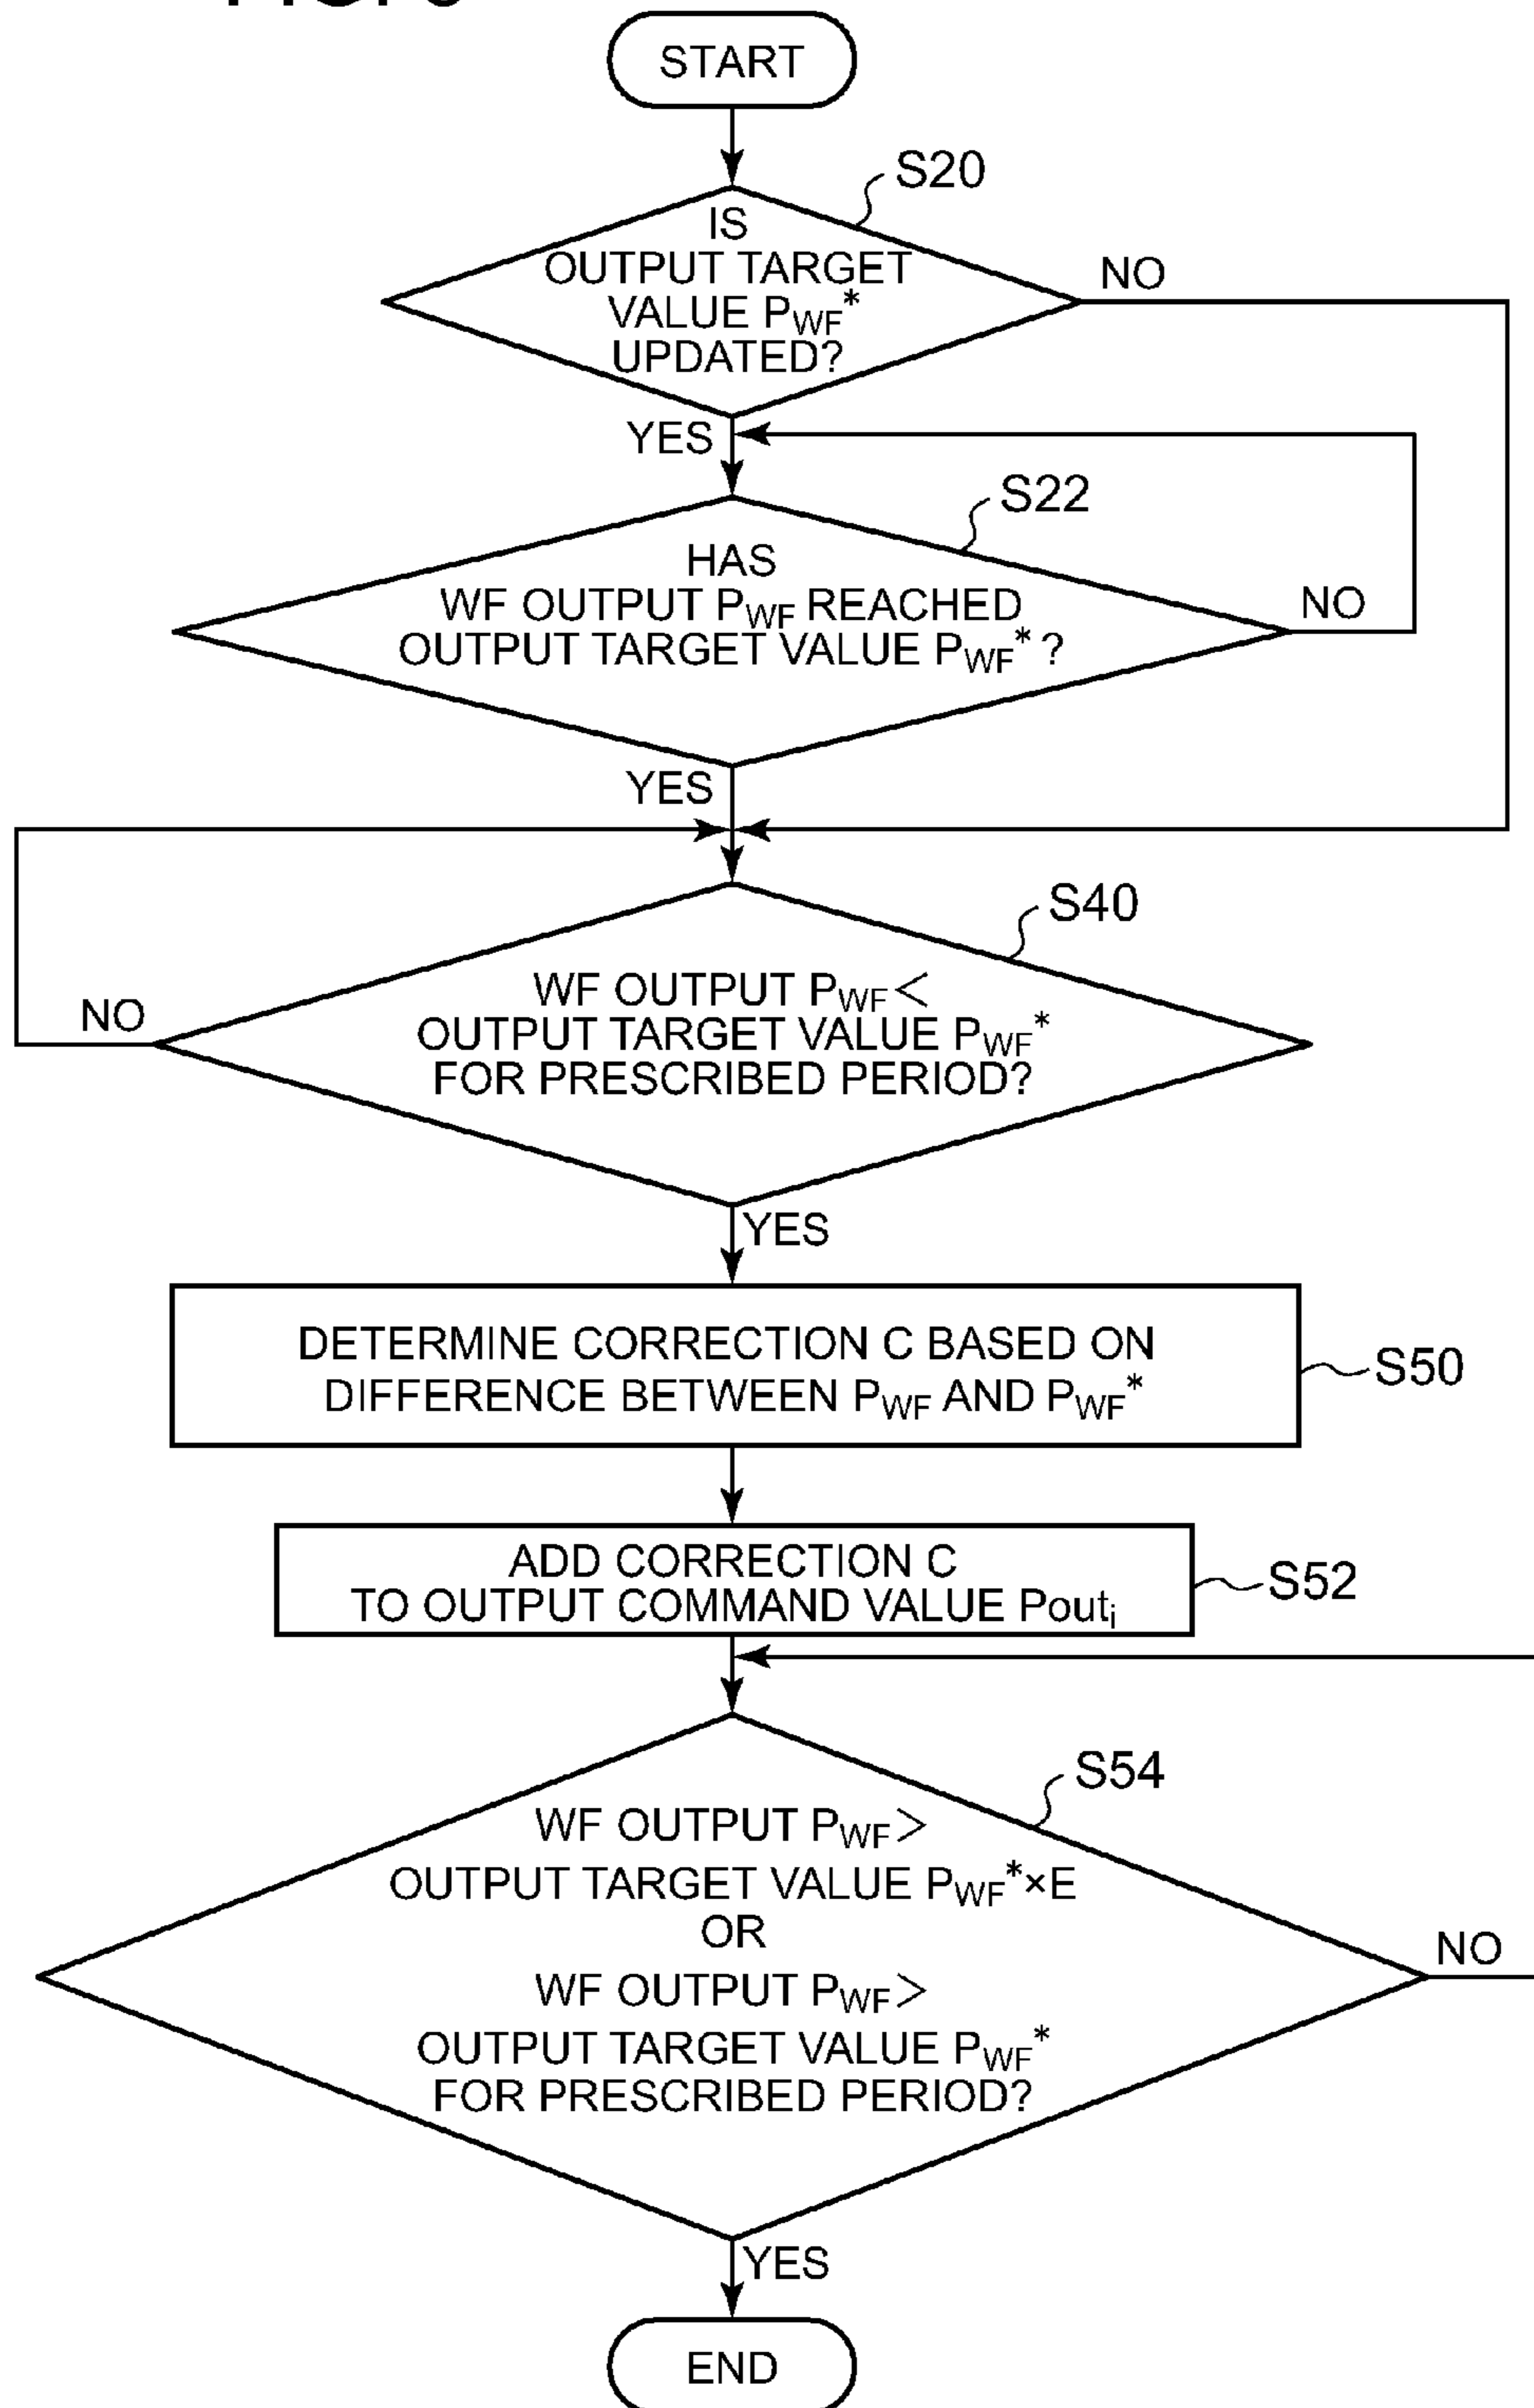 START
S20
IS
OUTPUT TARGET
VALUE PWF*
UPDATED?
NO
YES
S22
HAS
WF OUTPUT PWF REACHED
OUTPUT TARGET VALUE PWF* ?
NO
YES
S40
WF OUTPUT PWF<
OUTPUT TARGET VALUE PWF*
FOR PRESCRIBED PERIOD?
NO
YES
DETERMINE CORRECTION C BASED ON
DIFFERENCE BETWEEN PWF AND PWF*
S50
ADD CORRECTION C
TO OUTPUT COMMAND VALUE Pouti
S52
S54
WF OUTPUT PWF>
OUTPUT TARGET VALUE PWF*×E
OR
WF OUTPUT PWF>
OUTPUT TARGET VALUE PWF*
FOR PRESCRIBED PERIOD?
NO
YES
END